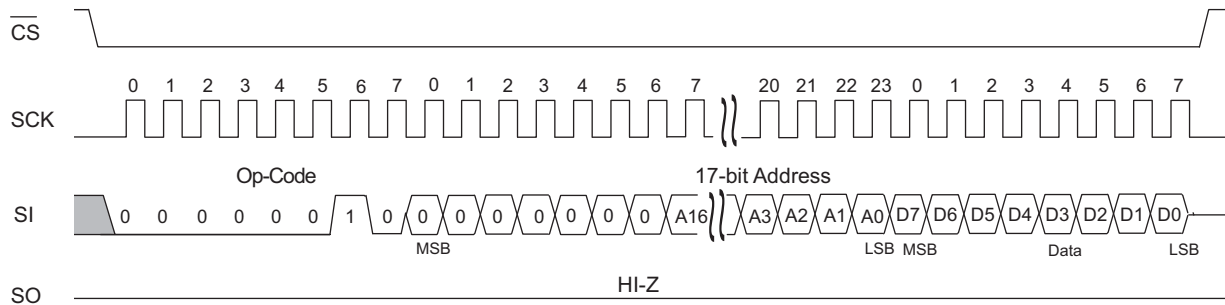 CS
0 1 2 3 4 5 6 7 0 1 2 3 4 5 6 7 20 21 22 23 0 1 2 3 4 5 6 7
SCK
Op-Code 17-bit Address
SI 0 0 0 0 0 0 1 0 0 0 0 0 0 0 0 A16 A3 A2 A1 A0 D7 D6 D5 D4 D3 D2 D1 D0
MSB LSB MSB Data LSB
HI-Z
SO